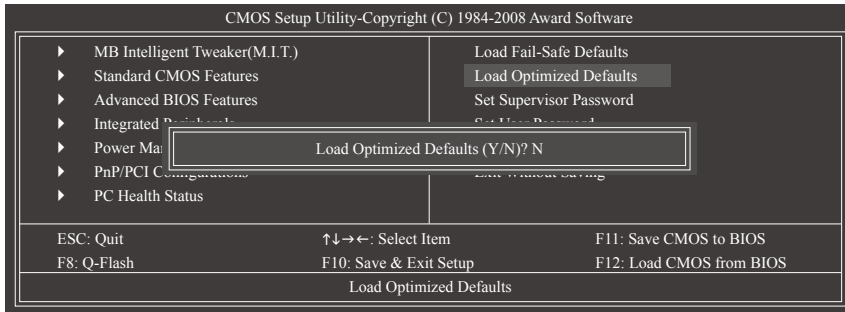 CMOS Setup Utility-Copyright (C) 1984-2008 Award Software
MB Intelligent Tweaker(M.I.T.)
Standard CMOS Features
Advanced BIOS Features
Integrated
Power
PnP/PCI
PC Health Status
Load Fail-Safe Defaults
Load Optimized Defaults
Set Supervisor Password
Load Optimized Defaults (Y/N)? N
ESC: Quit ↑↓→←: Select Item F11: Save CMOS to BIOS
F8: Q-Flash F10: Save & Exit Setup F12: Load CMOS from BIOS
Load Optimized Defaults